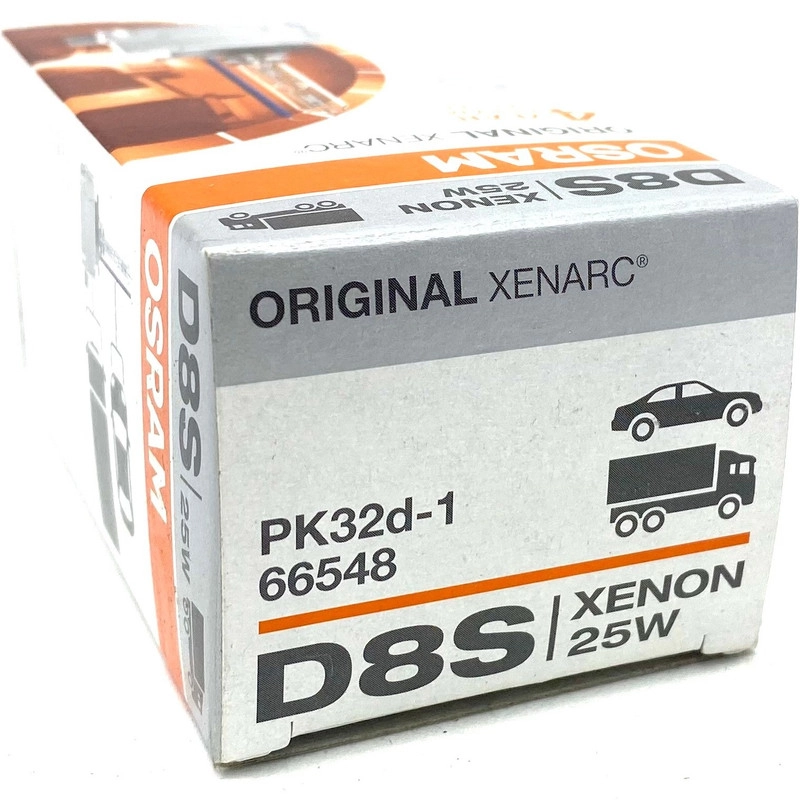 ORIGINAL XENARC®
OSRAM
D8S
XENON
25W
ORIGINAL XENARC®
PK32d-1
66548
D8S
XENON
25W
OSRAM
D8S
25W